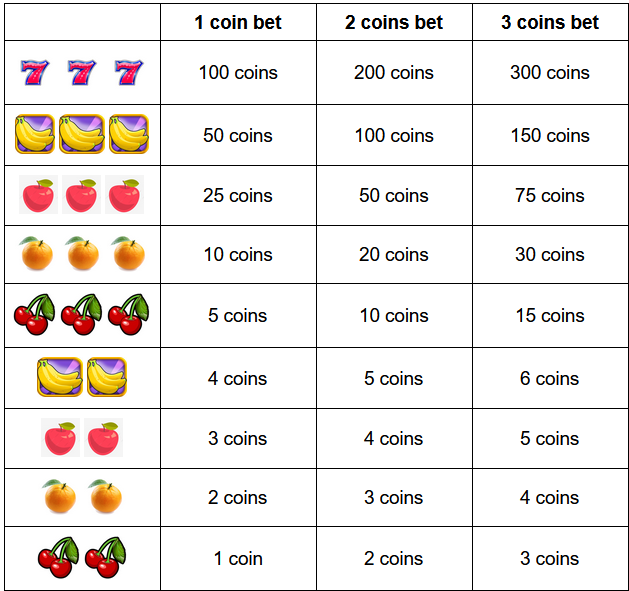 1 coin bet 2 coins bet 3 coins bet
7 7 7 100 coins 200 coins 300 coins
50 coins 100 coins 150 coins
25 coins 50 coins 75 coins
10 coins 20 coins 30 coins
5 coins 10 coins 15 coins
4 coins 5 coins 6 coins
3 coins 4 coins 5 coins
2 coins 3 coins 4 coins
1 coin 2 coins 3 coins